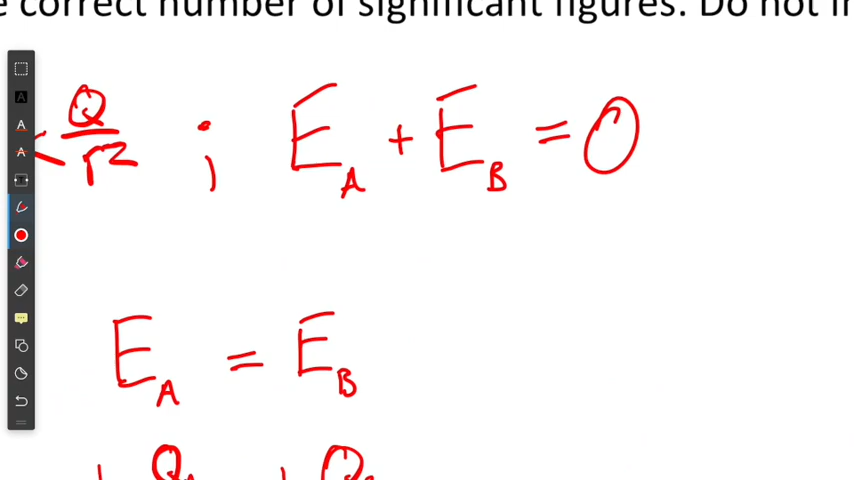 correct number of significant figures. Do not
Q/r² ; E_A + E_B = 0
E_A = E_B